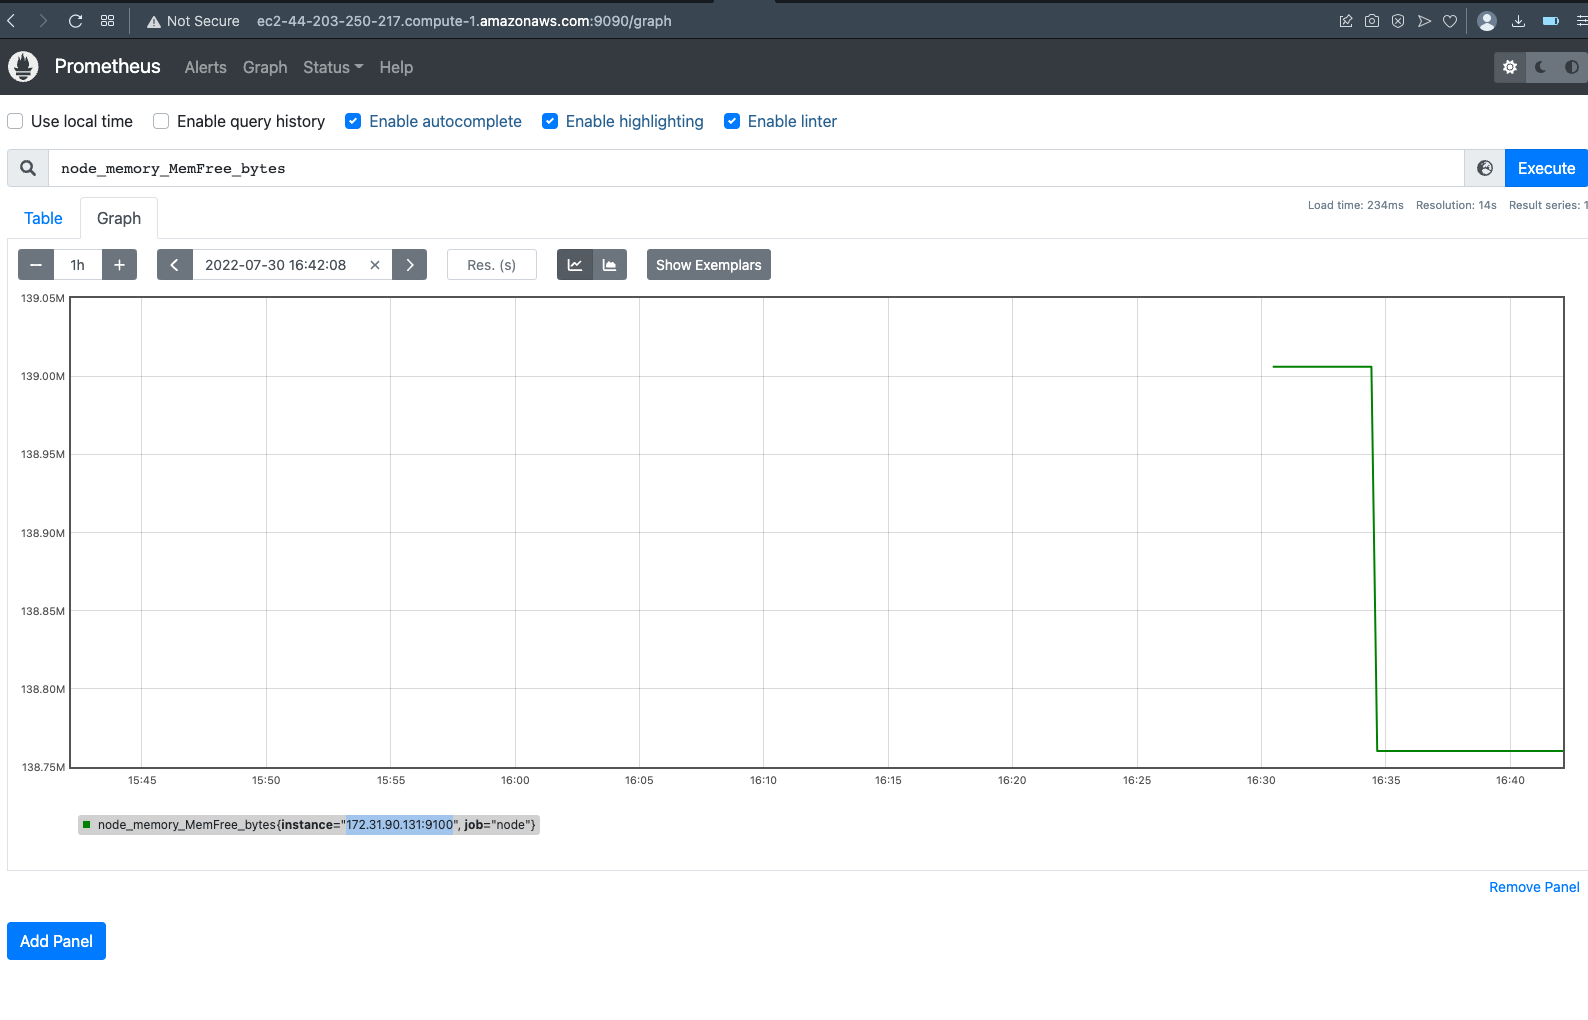 Not Secure ec2-44-203-250-217.compute-1.amazonaws.com:9090/graph
Prometheus Alerts Graph Status Help
Use local time Enable query history Enable autocomplete Enable highlighting Enable linter
node_memory_MemFree_bytes Execute
Table Graph Load time: 234ms Resolution: 14s Result series: 1
1h 2022-07-30 16:42:08 Res. (s) Show Exemplars
139.05M
139.00M
138.95M
138.90M
138.85M
138.80M
138.75M
15:45 15:50 15:55 16:00 16:05 16:10 16:15 16:20 16:25 16:30 16:35 16:40
node_memory_MemFree_bytes{instance="172.31.90.131:9100", job="node"}
Remove Panel
Add Panel